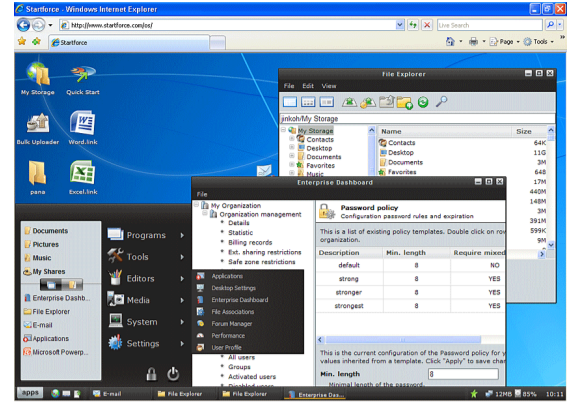 Startforce - Windows Internet Explorer
http://www.startforce.com/os/
Live Search
Startforce
Page
Tools
My Storage
Quick Start
Bulk Uploader
Word.link
pana
Excel.link
File Explorer
File Edit View
jinkoh/My Storage
My Storage
Contacts
Desktop
Documents
Favorites
Music
Name
Size
Contacts
64K
Desktop
11G
Documents
3M
Favorites
648
17M
440M
148M
3M
391M
599K
9M
Enterprise Dashboard
File
My Organization
Organization management
Details
Statistic
Billing records
Ext. sharing restrictions
Safe zone restrictions
All users
Groups
Activated users
Disabled users
Password policy
Configuration password rules and expiration
This is a list of existing policy templates. Double click on row
organization.
Description Min. length Require mixed
default 8 NO
strong 8 YES
stronger 8 YES
strongest 8 YES
This is the current configuration of the Password policy for y
values inherited from a template. Click "Apply" to save chan
Min. length 8
Minimal length of the password.
Documents
Pictures
Music
My Shares
Enterprise Dashb...
File Explorer
E-mail
Applications
Microsoft Powerp...
Programs
Tools
Editors
Media
System
Settings
Applications
Desktop Settings
Enterprise Dashboard
File Associations
Forum Manager
Performance
User Profile
apps
E-mail
File Explorer
File Explorer
Enterprise Das...
12MB
85%
10:11